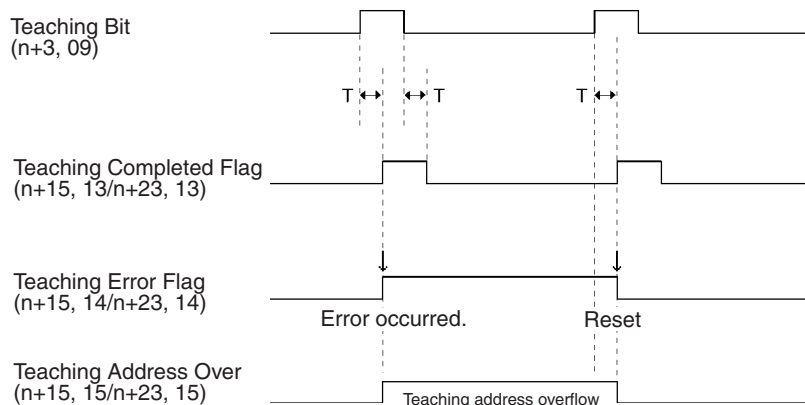 Teaching Bit
(n+3, 09)
T
T
T
Teaching Completed Flag
(n+15, 13/n+23, 13)
Teaching Error Flag
(n+15, 14/n+23, 14)
Error occurred.
Reset
Teaching Address Over
(n+15, 15/n+23, 15)
Teaching address overflow